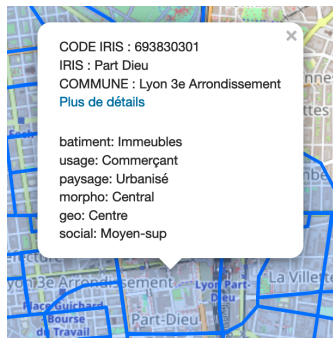 CODE IRIS : 693830301
IRIS : Part Dieu
COMMUNE : Lyon 3e Arrondissement
Plus de détails
batiment: Immeubles
usage: Commerçant
paysage: Urbanisé
morpho: Central
geo: Centre
social: Moyen-sup
Lyon 3e Arrondissement
Lyon Part-
Dieu
La Villette
Place Guichard
- Bourse
du Travail
Part-Dieu